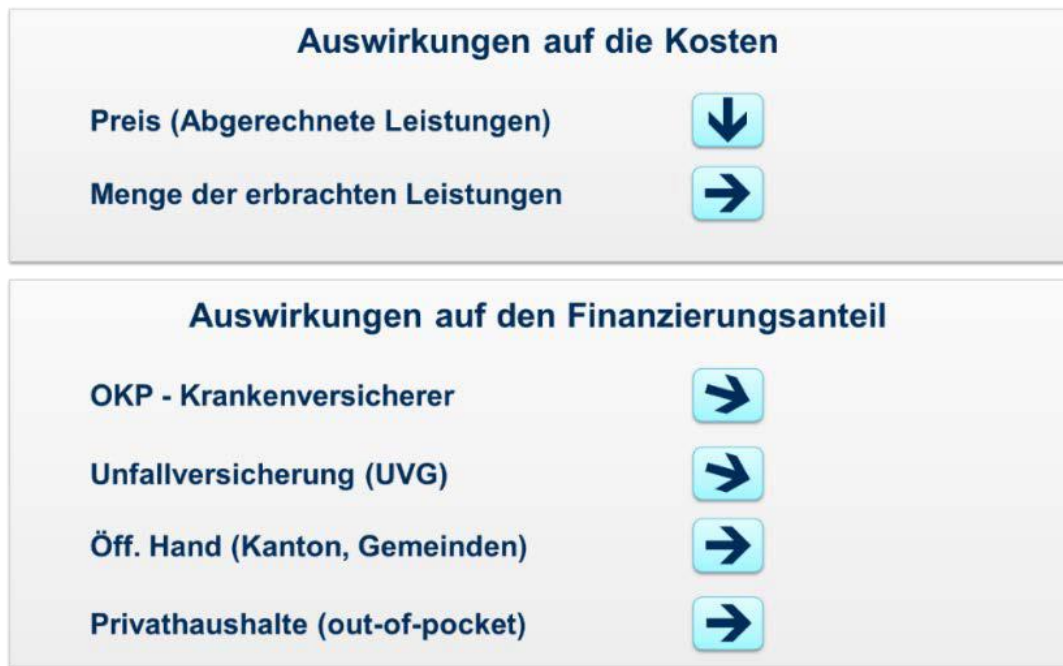 Auswirkungen auf die Kosten
Preis (Abgerechnete Leistungen)
Menge der erbrachten Leistungen
Auswirkungen auf den Finanzierungsanteil
OKP - Krankenversicherer
Unfallversicherung (UVG)
Öff. Hand (Kanton, Gemeinden)
Privathaushalte (out-of-pocket)